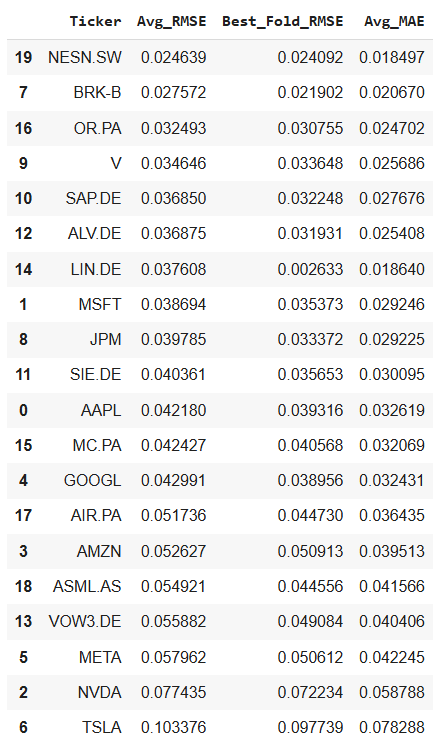 Ticker Avg_RMSE Best_Fold_RMSE Avg_MAE
19 NESN.SW 0.024639 0.024092 0.018497
7 BRK-B 0.027572 0.021902 0.020670
16 OR.PA 0.032493 0.030755 0.024702
9 V 0.034646 0.033648 0.025686
10 SAP.DE 0.036850 0.032248 0.027676
12 ALV.DE 0.036875 0.031931 0.025408
14 LIN.DE 0.037608 0.002633 0.018640
1 MSFT 0.038694 0.035373 0.029246
8 JPM 0.039785 0.033372 0.029225
11 SIE.DE 0.040361 0.035653 0.030095
0 AAPL 0.042180 0.039316 0.032619
15 MC.PA 0.042427 0.040568 0.032069
4 GOOGL 0.042991 0.038956 0.032431
17 AIR.PA 0.051736 0.044730 0.036435
3 AMZN 0.052627 0.050913 0.039513
18 ASML.AS 0.054921 0.044556 0.041566
13 VOW3.DE 0.055882 0.049084 0.040406
5 META 0.057962 0.050612 0.042245
2 NVDA 0.077435 0.072234 0.058788
6 TSLA 0.103376 0.097739 0.078288